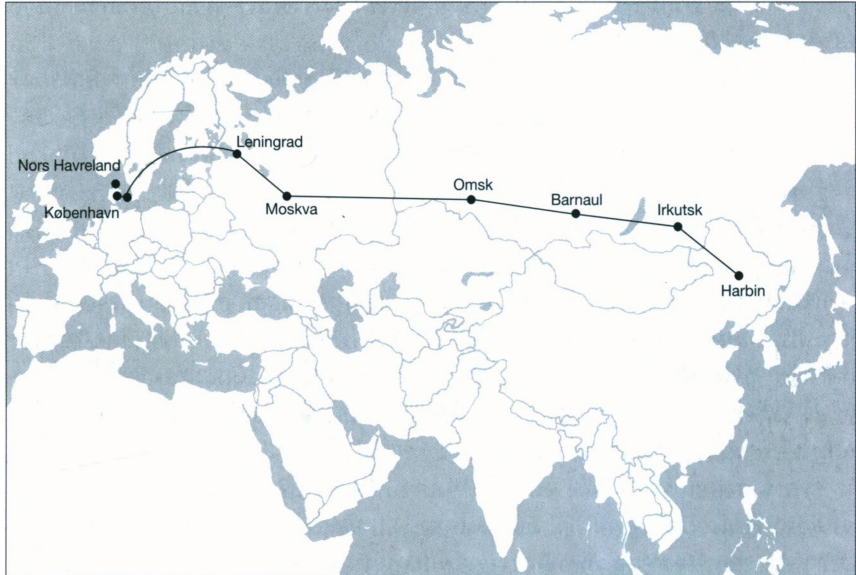 Leningrad
Nors Havreland
København
Moskva
Omsk
Barnaul
Irkutsk
Harbin